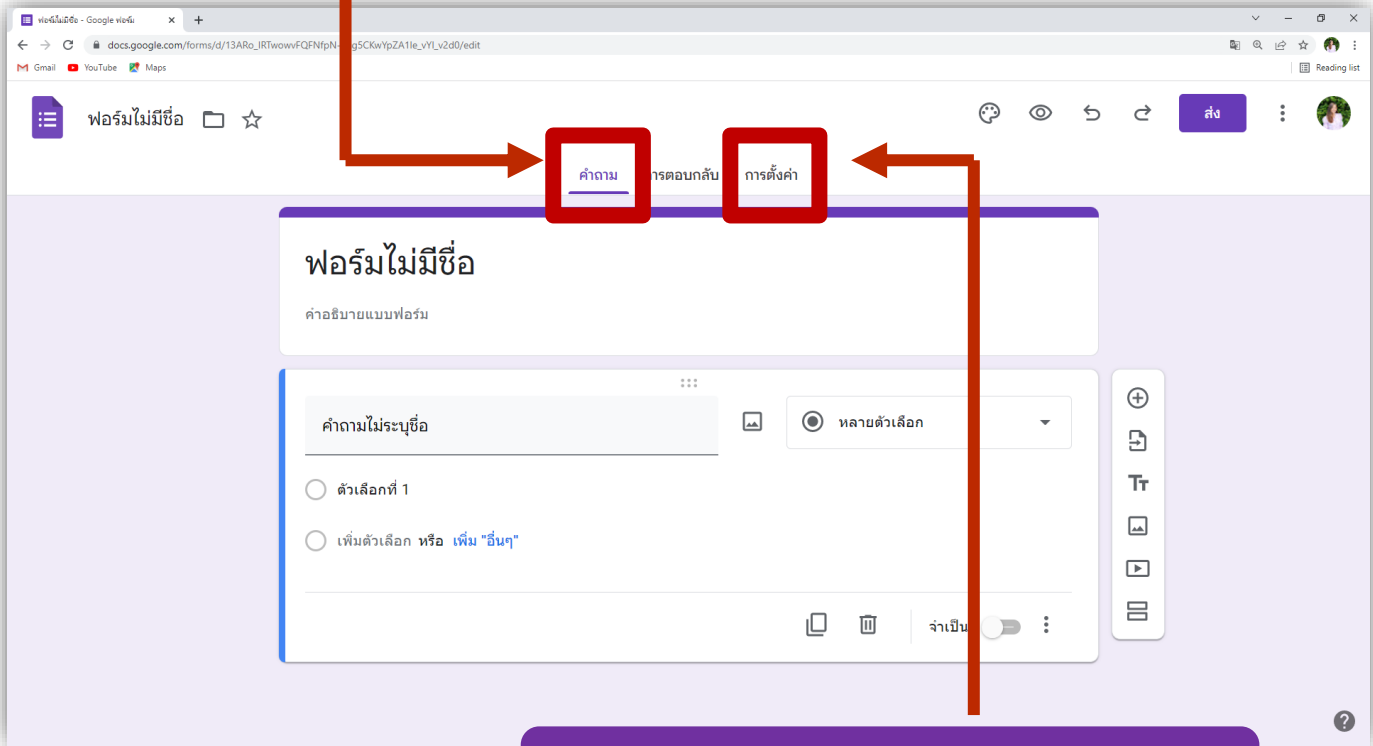 ฟอร์มไม่มีชื่อ - Google ฟอร์ม
docs.google.com/forms/d/13ARo_IRTwowvFQFNfpN- g5CKwYpZA1Ie_vYI_v2d0/edit
Gmail YouTube Maps Reading list
ฟอร์มไม่มีชื่อ ส่ง
คำถาม ารตอบกลับ การตั้งค่า
ฟอร์มไม่มีชื่อ
คำอธิบายแบบฟอร์ม
คำถามไม่ระบุชื่อ หลายตัวเลือก
ตัวเลือกที่ 1
เพิ่มตัวเลือก หรือ เพิ่ม "อื่นๆ"
จำเป็น